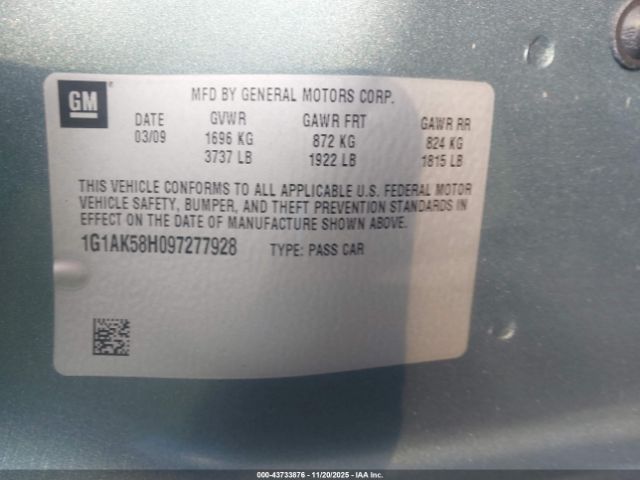 GM
MFD BY GENERAL MOTORS CORP.
DATE GVWR GAWR FRT GAWR RR
03/09 1696 KG 872 KG 824 KG
3737 LB 1922 LB 1815 LB
THIS VEHICLE CONFORMS TO ALL APPLICABLE U.S. FEDERAL MOTOR
VEHICLE SAFETY, BUMPER, AND THEFT PREVENTION STANDARDS IN
EFFECT ON THE DATE OF MANUFACTURE SHOWN ABOVE.
1G1AK58H097277928 TYPE: PASS CAR
000-43733876 - 11/20/2025 - IAA Inc.